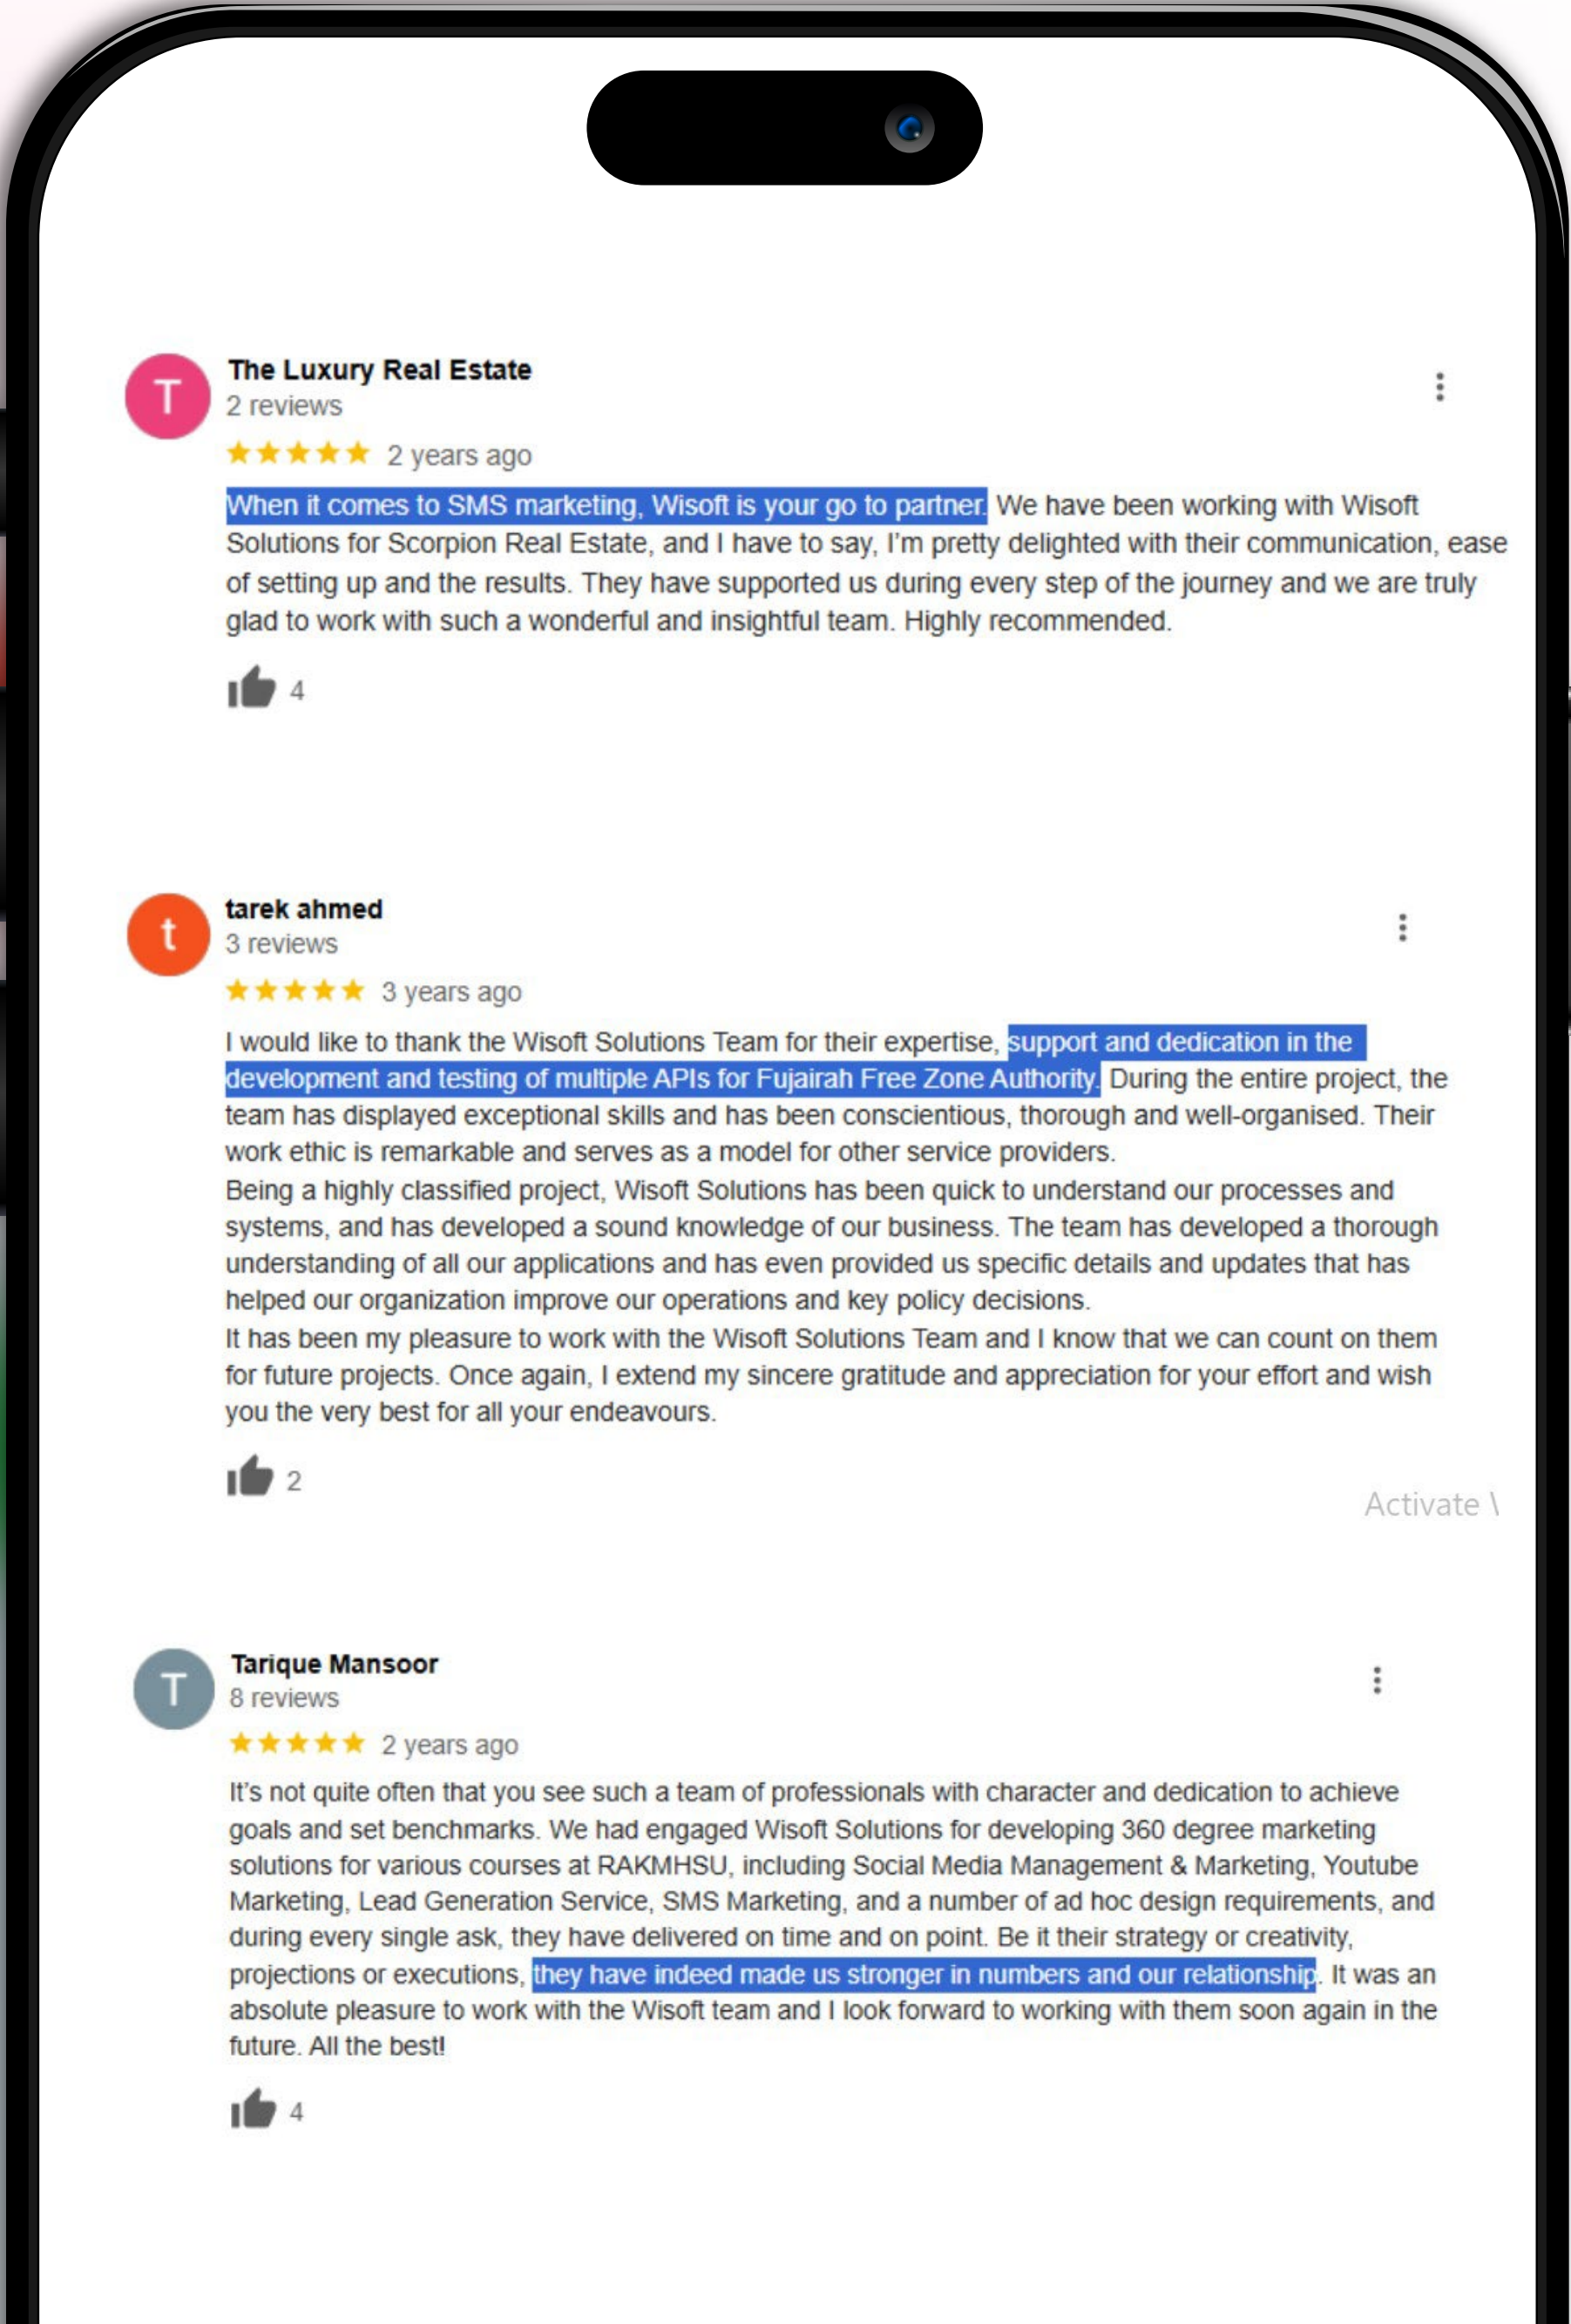 T
The Luxury Real Estate
2 reviews
2 years ago
When it comes to SMS marketing, Wisoft is your go to partner. We have been working with Wisoft
Solutions for Scorpion Real Estate, and I have to say, I'm pretty delighted with their communication, ease
of setting up and the results. They have supported us during every step of the journey and we are truly
glad to work with such a wonderful and insightful team. Highly recommended.
4
t
tarek ahmed
3 reviews
3 years ago
I would like to thank the Wisoft Solutions Team for their expertise, support and dedication in the
development and testing of multiple APIs for Fujairah Free Zone Authority. During the entire project, the
team has displayed exceptional skills and has been conscientious, thorough and well-organised. Their
work ethic is remarkable and serves as a model for other service providers.
Being a highly classified project, Wisoft Solutions has been quick to understand our processes and
systems, and has developed a sound knowledge of our business. The team has developed a thorough
understanding of all our applications and has even provided us specific details and updates that has
helped our organization improve our operations and key policy decisions.
It has been my pleasure to work with the Wisoft Solutions Team and I know that we can count on them
for future projects. Once again, I extend my sincere gratitude and appreciation for your effort and wish
you the very best for all your endeavours.
2
Activate
T
Tarique Mansoor
8 reviews
2 years ago
It's not quite often that you see such a team of professionals with character and dedication to achieve
goals and set benchmarks. We had engaged Wisoft Solutions for developing 360 degree marketing
solutions for various courses at RAKMHSU, including Social Media Management & Marketing, Youtube
Marketing, Lead Generation Service, SMS Marketing, and a number of ad hoc design requirements, and
during every single ask, they have delivered on time and on point. Be it their strategy or creativity,
projections or executions, they have indeed made us stronger in numbers and our relationship. It was an
absolute pleasure to work with the Wisoft team and I look forward to working with them soon again in the
future. All the best!
4